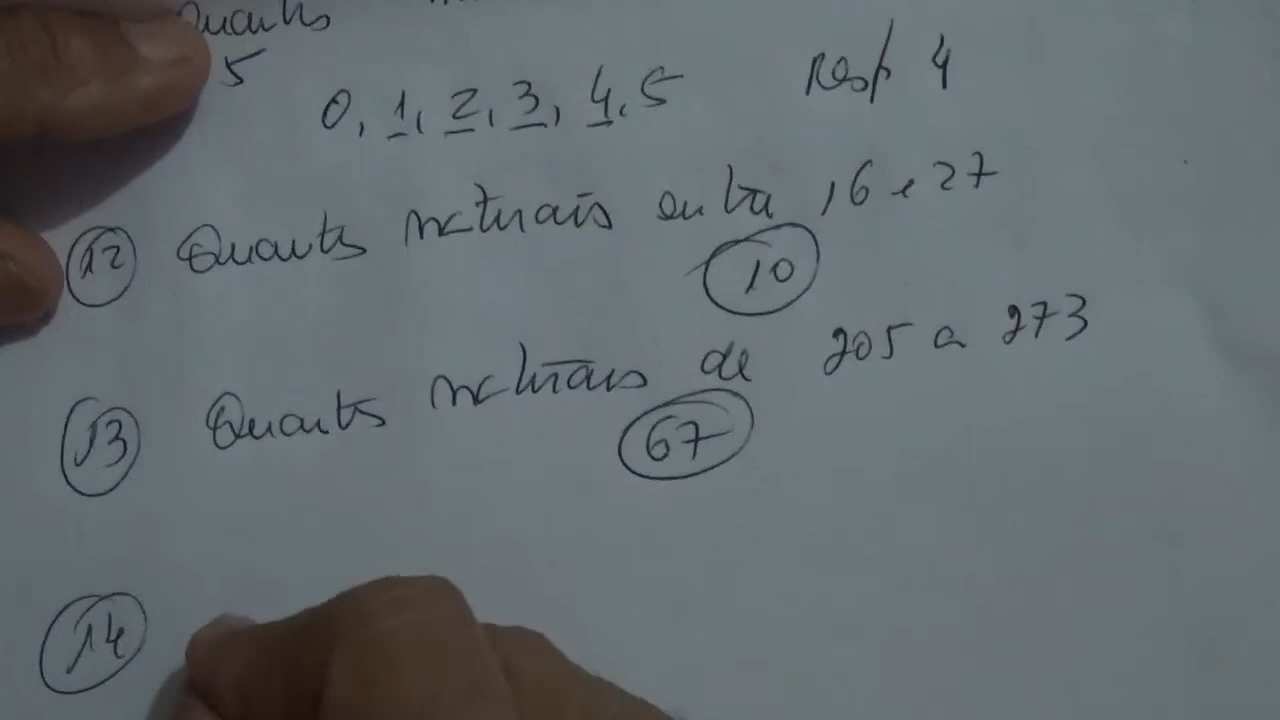 Quantos
5
0, 1, 2, 3, 4, 5 Resp 4
12 Quantos naturais entre 16 e 27
10
13 Quantos naturais de 205 a 273
67
14